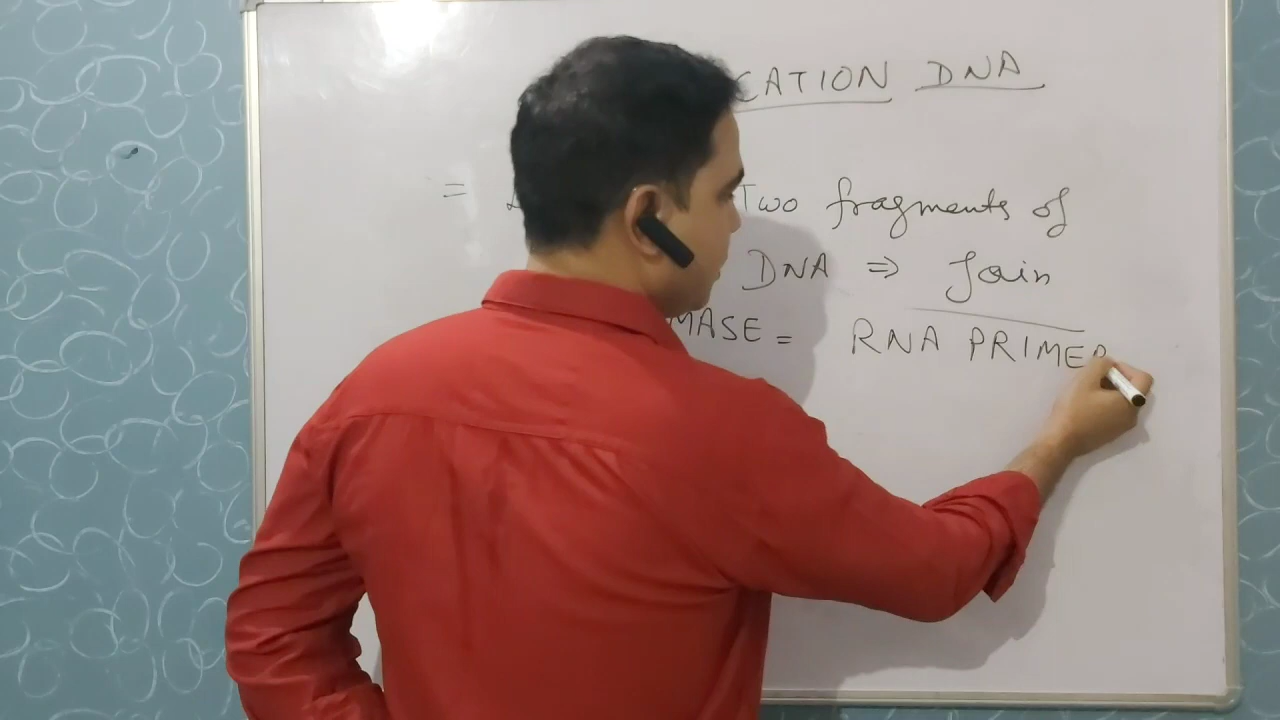 CATION DNA
= Two fragments of
DNA ⇒ Join
MASE = RNA PRIMER